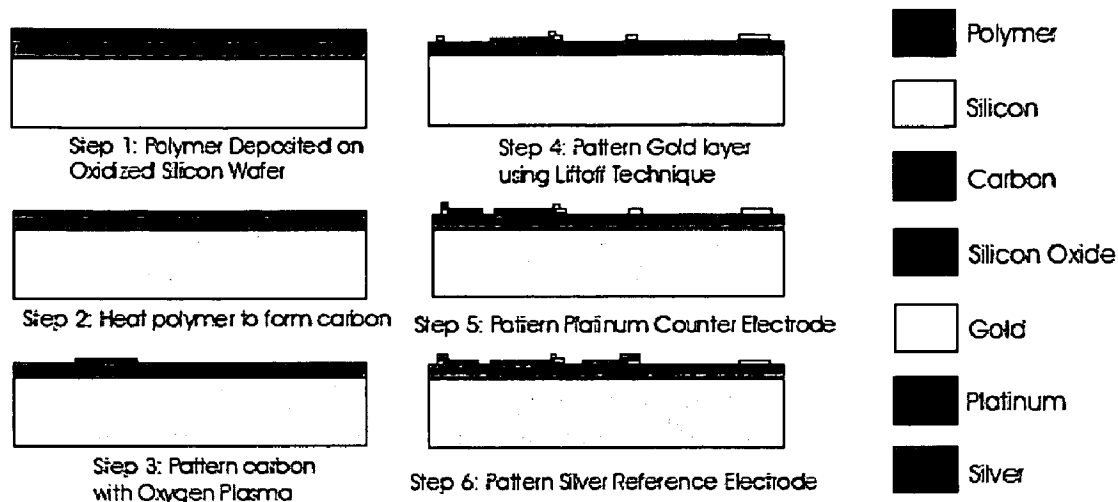 Step 1: Polymer Deposited on
Oxidized Silicon Wafer
Step 2: Heat polymer to form carbon
Step 3: Pattern carbon
with Oxygen Plasma
Step 4: Pattern Gold layer
using Liftoff Technique
Step 5: Pattern Platinum Counter Electrode
Step 6: Pattern Silver Reference Electrode
Polymer
Silicon
Carbon
Silicon Oxide
Gold
Platinum
Silver